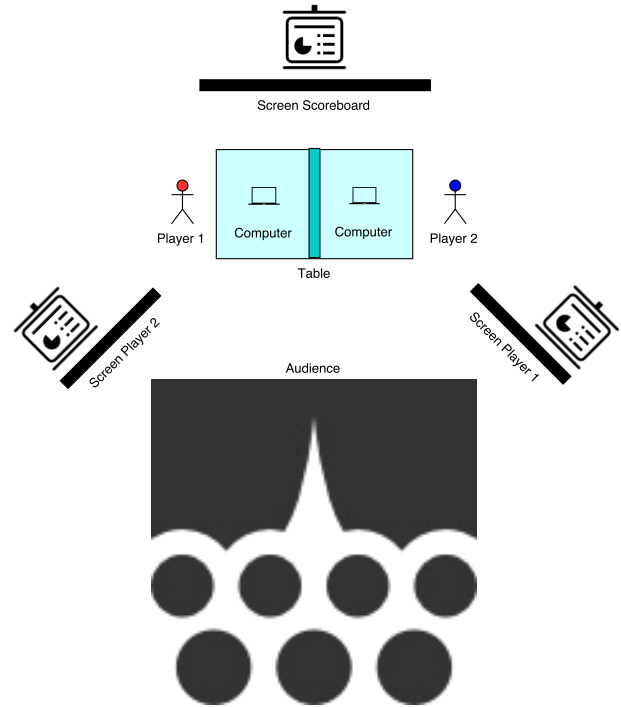 Screen Scoreboard
Player 1
Computer
Computer
Player 2
Table
Screen Player 2
Screen Player 1
Audience